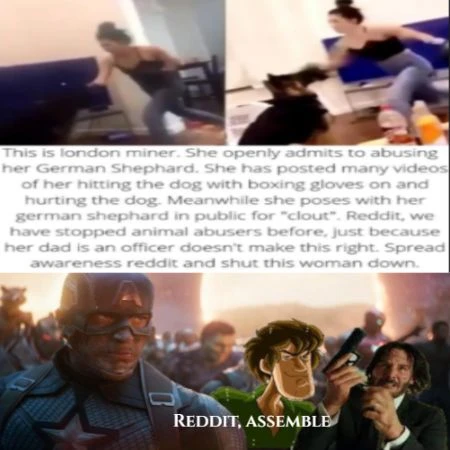 This is london miner. She openly admits to abusing
her German Shephard. She has posted many videos
of her hitting the dog with boxing gloves on and
hurting the dog. Meanwhile she poses with her
german shephard in public for "clout". Reddit, we
have stopped animal abusers before, just because
her dad is an officer doesn't make this right. Spread
awareness reddit and shut this woman down.
REDDIT, ASSEMBLE